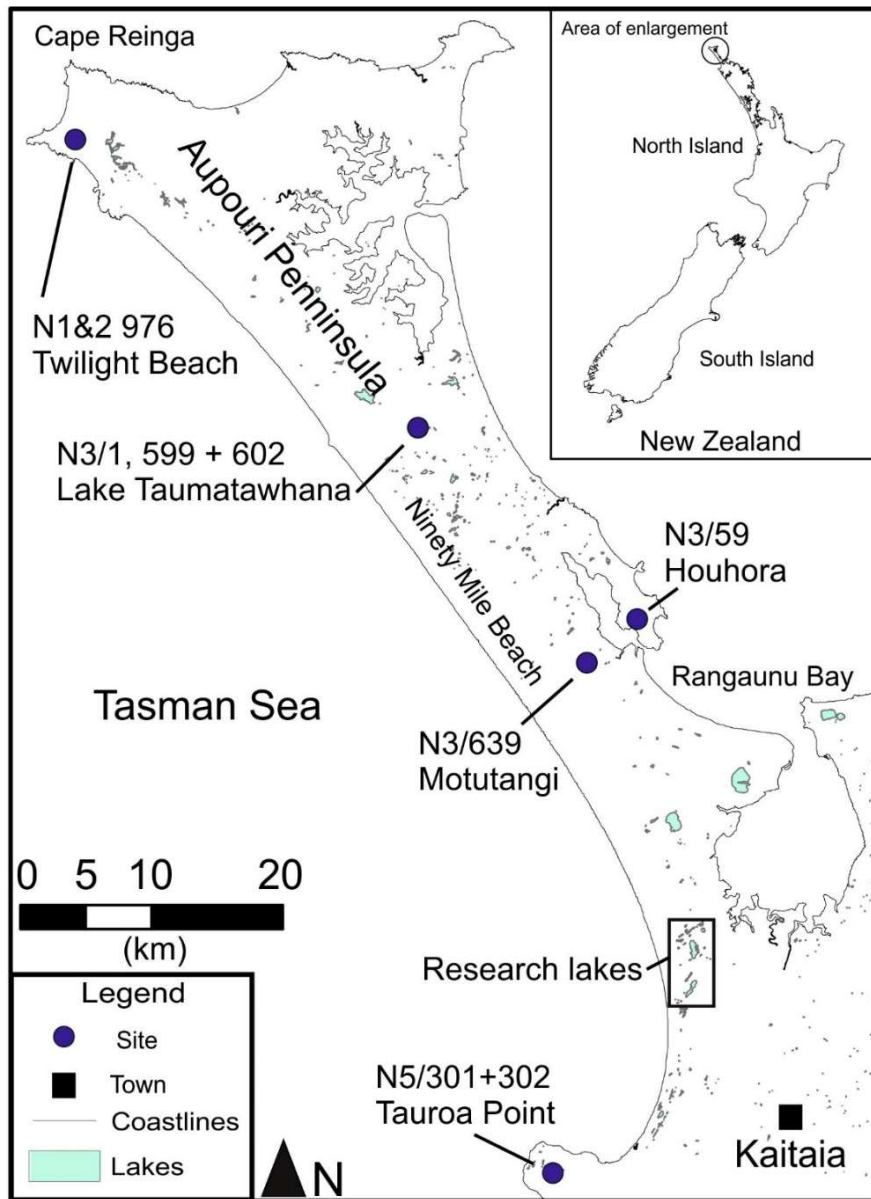 Cape Reinga
Area of enlargement
North Island
South Island
New Zealand
Aupouri Penninsula
N1&2 976
Twilight Beach
N3/1, 599 + 602
Lake Taumatawhana
Ninety Mile Beach
N3/59
Houhora
Rangaunu Bay
Tasman Sea
N3/639
Motutangi
0 5 10 20
(km)
Research lakes
Legend
Site
Town
Coastlines
Lakes
N
N5/301+302
Tauroa Point
Kaitaia